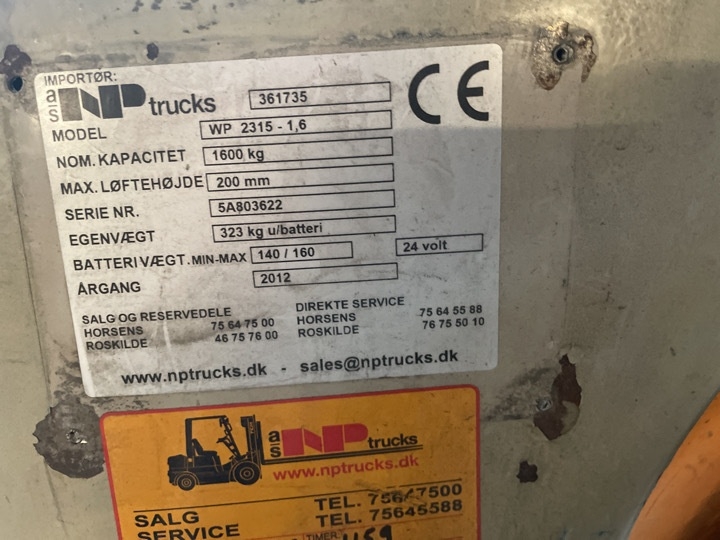 IMPORTØR:
a/s NP trucks 361735
CE
MODEL WP 2315 - 1,6
NOM. KAPACITET 1600 kg
MAX. LØFTEHØJDE 200 mm
SERIE NR. 5A803622
EGENVÆGT 323 kg u/batteri
BATTERIVÆGT. MIN-MAX 140 / 160 24 volt
ÅRGANG 2012
SALG OG RESERVEDELE
HORSENS 75 64 75 00
ROSKILDE 46 75 76 00
DIREKTE SERVICE
HORSENS 75 64 55 88
ROSKILDE 76 75 50 10
www.nptrucks.dk - sales@nptrucks.dk
a/s NP trucks
www.nptrucks.dk
SALG TEL. 75647500
SERVICE TEL. 75645588
TIMER